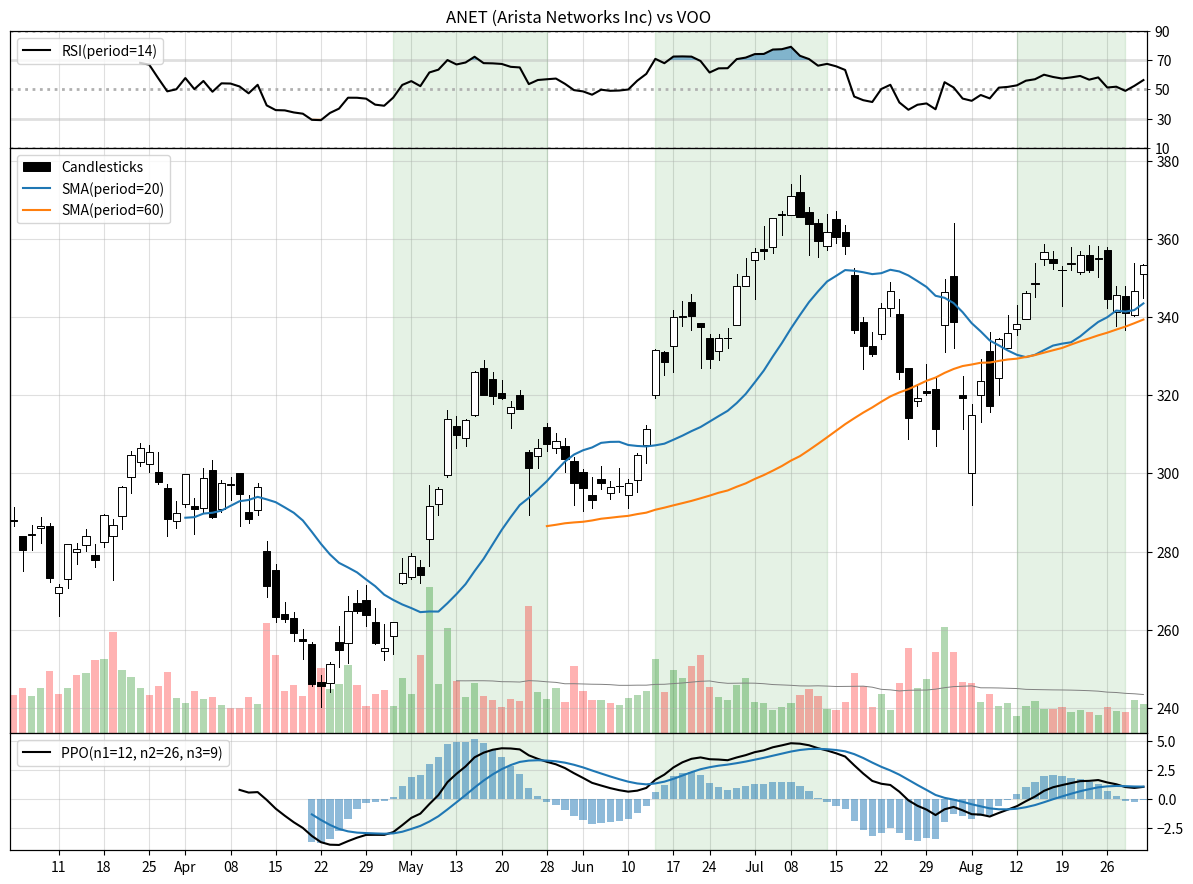 ANET (Arista Networks Inc) vs VOO
RSI(period=14)
90
70
50
30
10
Candlesticks
SMA(period=20)
SMA(period=60)
380
360
340
320
300
280
260
240
PPO(n1=12, n2=26, n3=9)
5.0
2.5
0.0
−2.5
11 18 25 Apr 08 15 22 29 May 13 20 28 Jun 10 17 24 Jul 08 15 22 29 Aug 12 19 26